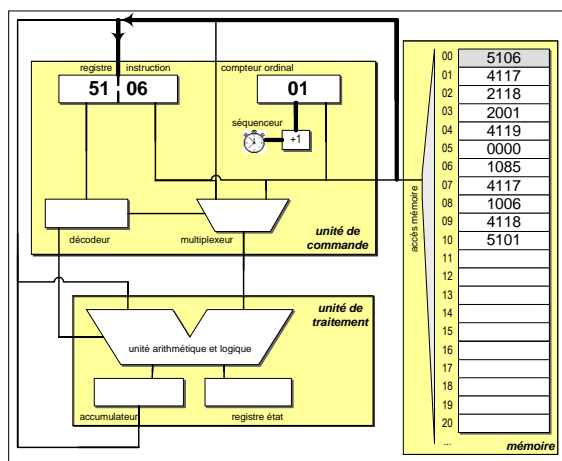 registre instruction
51 06
compteur ordinal
01
séquenceur
+1
décodeur
multiplexeur
unité de
commande
unité de
traitement
unité arithmétique et logique
accumulateur
registre état
accès mémoire
00 5106
01 4117
02 2118
03 2001
04 4119
05 0000
06 1085
07 4117
08 1006
09 4118
10 5101
11
12
13
14
15
16
17
18
19
20
...
mémoire